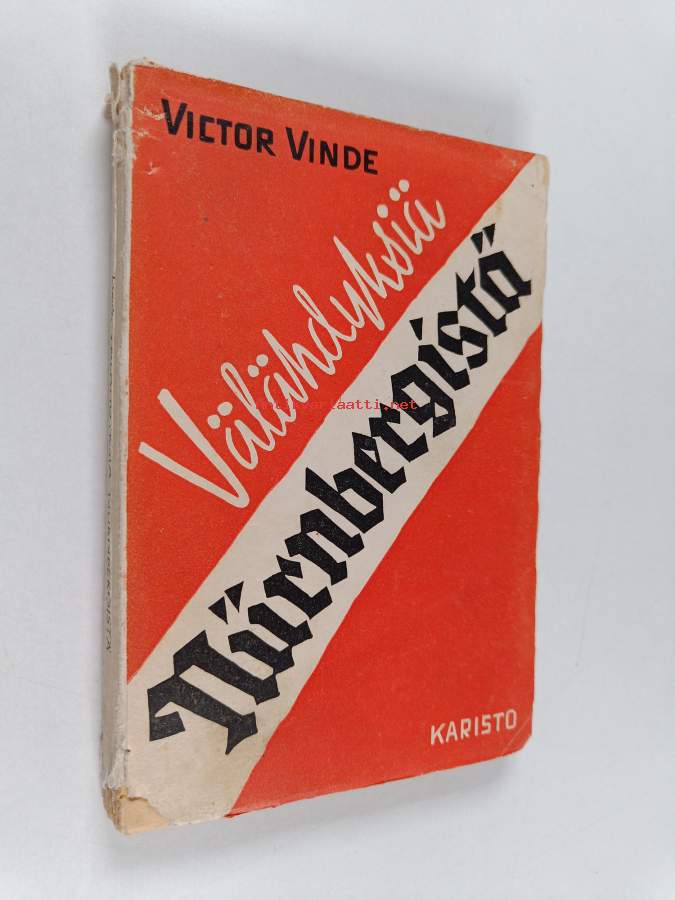 VICTOR VINDE
Välähdyksiä
Nürnbergistä
KARISTO